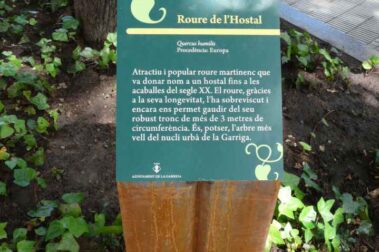 Roure de l'Hostal
Quercus humilis
Procedència: Europa
Atractiu i popular roure martinenc que
va donar nom a un hostal fins a les
acaballes del segle XX. El roure, gràcies
a la seva longevitat, l'ha sobreviscut i
encara ens permet gaudir del seu
robust tronc de més de 3 metres de
circumferència. És, potser, l'arbre més
vell del nucli urbà de la Garriga.
AJUNTAMENT DE LA GARRIGA